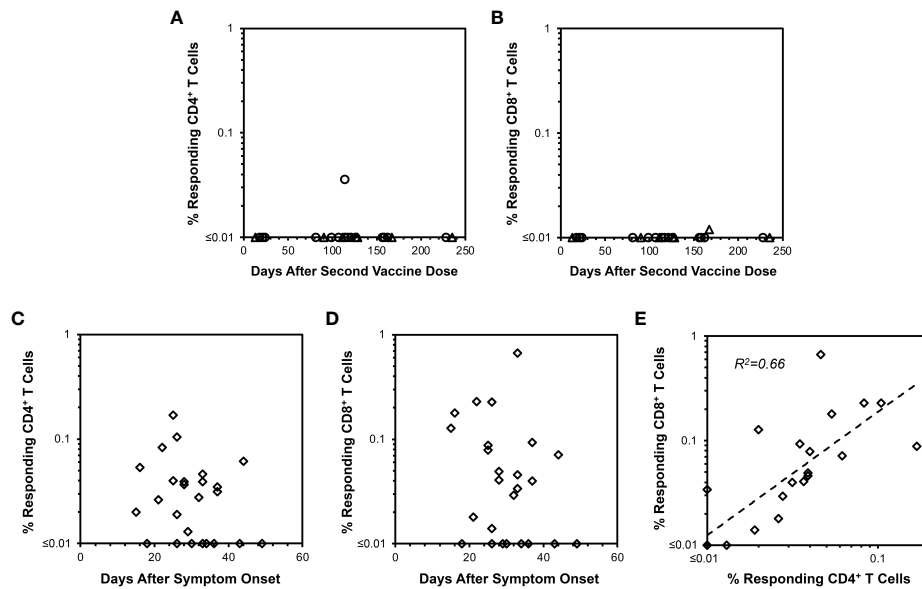 A
% Responding CD4⁺ T Cells
1
0.1
≤0.01
0 50 100 150 200 250
Days After Second Vaccine Dose
B
% Responding CD8⁺ T Cells
1
0.1
≤0.01
0 50 100 150 200 250
Days After Second Vaccine Dose
C
% Responding CD4⁺ T Cells
1
0.1
≤0.01
0 20 40 60
Days After Symptom Onset
D
% Responding CD8⁺ T Cells
1
0.1
≤0.01
0 20 40 60
Days After Symptom Onset
E
% Responding CD8⁺ T Cells
1
0.1
≤0.01
R²=0.66
≤0.01 0.1
% Responding CD4⁺ T Cells